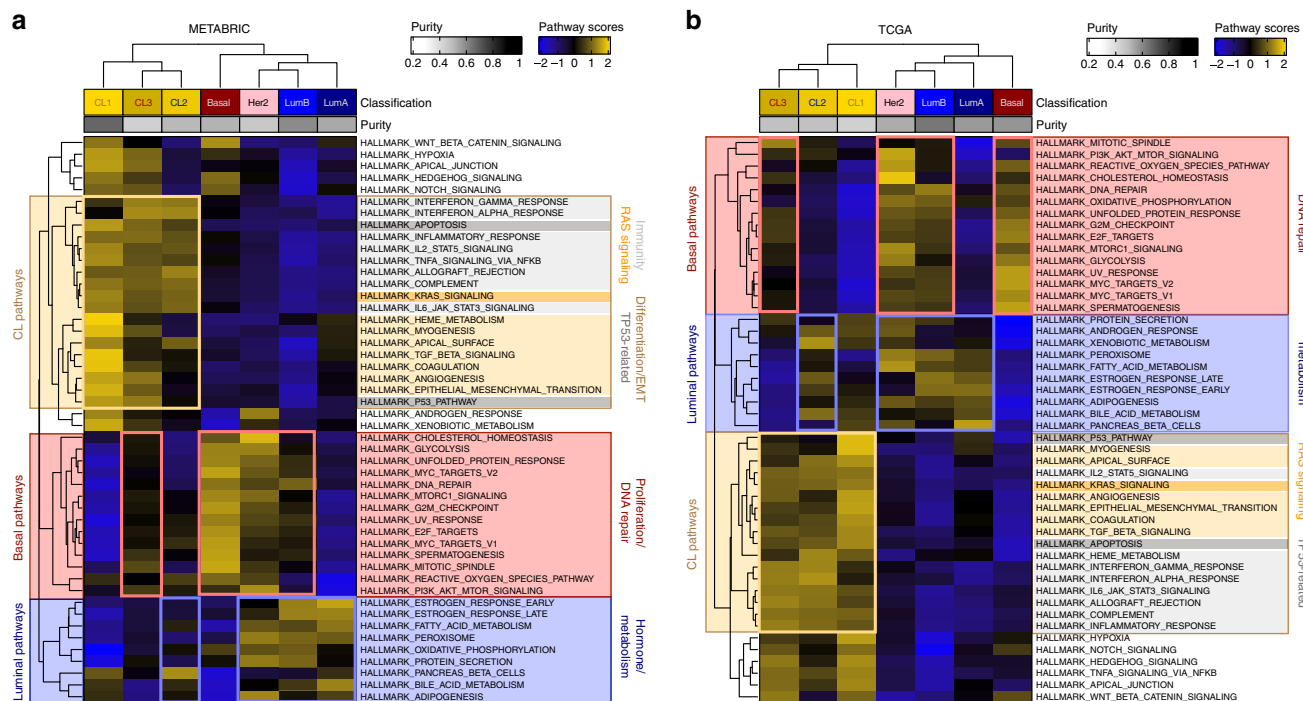 a
METABRIC
Purity
0.2 0.4 0.6 0.8 1
Pathway scores
−2 −1 0 1 2
CL1 CL3 CL2 Basal Her2 LumB LumA
Classification
Purity
HALLMARK_WNT_BETA_CATENIN_SIGNALING
HALLMARK_HYPOXIA
HALLMARK_APICAL_JUNCTION
HALLMARK_HEDGEHOG_SIGNALING
HALLMARK_NOTCH_SIGNALING
HALLMARK_INTERFERON_GAMMA_RESPONSE
HALLMARK_INTERFERON_ALPHA_RESPONSE
HALLMARK_APOPTOSIS
HALLMARK_INFLAMMATORY_RESPONSE
HALLMARK_IL2_STAT5_SIGNALING
HALLMARK_TNFA_SIGNALING_VIA_NFKB
HALLMARK_ALLOGRAFT_REJECTION
HALLMARK_COMPLEMENT
HALLMARK_KRAS_SIGNALING
HALLMARK_IL6_JAK_STAT3_SIGNALING
HALLMARK_HEME_METABOLISM
HALLMARK_MYOGENESIS
HALLMARK_APICAL_SURFACE
HALLMARK_TGF_BETA_SIGNALING
HALLMARK_COAGULATION
HALLMARK_ANGIOGENESIS
HALLMARK_EPITHELIAL_MESENCHYMAL_TRANSITION
HALLMARK_P53_PATHWAY
HALLMARK_ANDROGEN_RESPONSE
HALLMARK_XENOBIOTIC_METABOLISM
HALLMARK_CHOLESTEROL_HOMEOSTASIS
HALLMARK_GLYCOLYSIS
HALLMARK_UNFOLDED_PROTEIN_RESPONSE
HALLMARK_MYC_TARGETS_V2
HALLMARK_DNA_REPAIR
HALLMARK_MTORC1_SIGNALING
HALLMARK_G2M_CHECKPOINT
HALLMARK_UV_RESPONSE
HALLMARK_E2F_TARGETS
HALLMARK_MYC_TARGETS_V1
HALLMARK_SPERMATOGENESIS
HALLMARK_MITOTIC_SPINDLE
HALLMARK_REACTIVE_OXYGEN_SPECIES_PATHWAY
HALLMARK_PI3K_AKT_MTOR_SIGNALING
HALLMARK_ESTROGEN_RESPONSE_EARLY
HALLMARK_ESTROGEN_RESPONSE_LATE
HALLMARK_FATTY_ACID_METABOLISM
HALLMARK_PEROXISOME
HALLMARK_OXIDATIVE_PHOSPHORYLATION
HALLMARK_PROTEIN_SECRETION
HALLMARK_PANCREAS_BETA_CELLS
HALLMARK_BILE_ACID_METABOLISM
HALLMARK_ADIPOGENESIS
CL pathways
Basal pathways
Luminal pathways
RAS signaling
Immunity
TP53-related
Differentiation/EMT
Proliferation/
DNA repair
Hormone/
metabolism
b
TCGA
Purity
0.2 0.4 0.6 0.8 1
Pathway scores
−2 −1 0 1 2
CL3 CL2 CL1 Her2 LumB LumA Basal
Classification
Purity
HALLMARK_MITOTIC_SPINDLE
HALLMARK_PI3K_AKT_MTOR_SIGNALING
HALLMARK_REACTIVE_OXYGEN_SPECIES_PATHWAY
HALLMARK_CHOLESTEROL_HOMEOSTASIS
HALLMARK_DNA_REPAIR
HALLMARK_OXIDATIVE_PHOSPHORYLATION
HALLMARK_UNFOLDED_PROTEIN_RESPONSE
HALLMARK_G2M_CHECKPOINT
HALLMARK_E2F_TARGETS
HALLMARK_MTORC1_SIGNALING
HALLMARK_GLYCOLYSIS
HALLMARK_UV_RESPONSE
HALLMARK_MYC_TARGETS_V2
HALLMARK_MYC_TARGETS_V1
HALLMARK_SPERMATOGENESIS
HALLMARK_PROTEIN_SECRETION
HALLMARK_ANDROGEN_RESPONSE
HALLMARK_XENOBIOTIC_METABOLISM
HALLMARK_PEROXISOME
HALLMARK_FATTY_ACID_METABOLISM
HALLMARK_ESTROGEN_RESPONSE_LATE
HALLMARK_ESTROGEN_RESPONSE_EARLY
HALLMARK_ADIPOGENESIS
HALLMARK_BILE_ACID_METABOLISM
HALLMARK_PANCREAS_BETA_CELLS
HALLMARK_P53_PATHWAY
HALLMARK_MYOGENESIS
HALLMARK_APICAL_SURFACE
HALLMARK_IL2_STAT5_SIGNALING
HALLMARK_KRAS_SIGNALING
HALLMARK_ANGIOGENESIS
HALLMARK_EPITHELIAL_MESENCHYMAL_TRANSITION
HALLMARK_COAGULATION
HALLMARK_TGF_BETA_SIGNALING
HALLMARK_APOPTOSIS
HALLMARK_HEME_METABOLISM
HALLMARK_INTERFERON_GAMMA_RESPONSE
HALLMARK_INTERFERON_ALPHA_RESPONSE
HALLMARK_IL6_JAK_STAT3_SIGNALING
HALLMARK_ALLOGRAFT_REJECTION
HALLMARK_COMPLEMENT
HALLMARK_INFLAMMATORY_RESPONSE
HALLMARK_HYPOXIA
HALLMARK_NOTCH_SIGNALING
HALLMARK_HEDGEHOG_SIGNALING
HALLMARK_TNFA_SIGNALING_VIA_NFKB
HALLMARK_APICAL_JUNCTION
HALLMARK_WNT_BETA_CATENIN_SIGNALING
Basal pathways
Luminal pathways
CL pathways
DNA repair
metabolism
RAS signaling
TP53-related